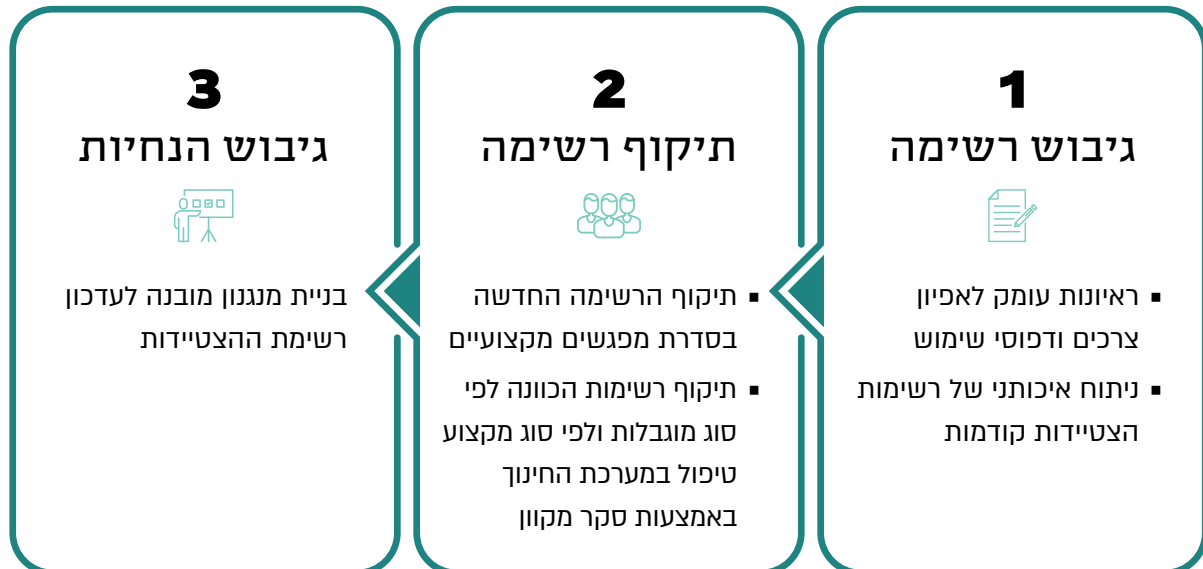 1
גיבוש רשימה
▪ ראיונות עומק לאפיון
צרכים ודפוסי שימוש
▪ ניתוח איכותני של רשימות
הצטיידות קודמות
2
תיקוף רשימה
▪ תיקוף הרשימה החדשה
בסדרת מפגשים מקצועיים
▪ תיקוף רשימות הכוונה לפי
סוג מוגבלות ולפי סוג מקצוע
טיפול במערכת החינוך
באמצעות סקר מקוון
3
גיבוש הנחיות
בניית מנגנון מובנה לעדכון
רשימת ההצטיידות